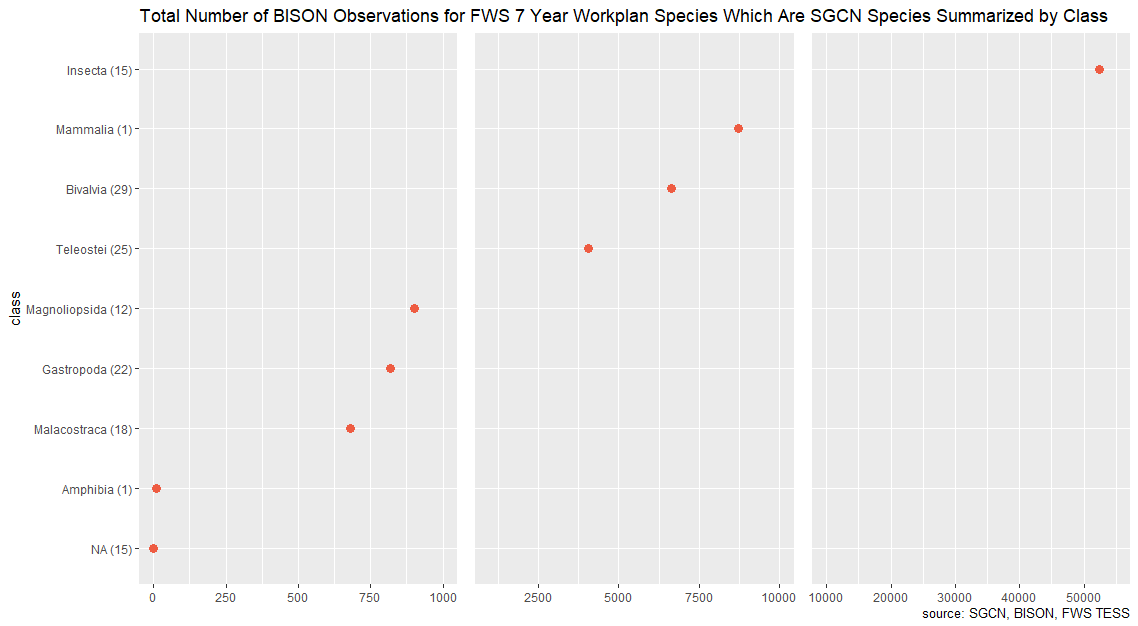 Total Number of BISON Observations for FWS 7 Year Workplan Species Which Are SGCN Species Summarized by Class
class
Insecta (15)
Mammalia (1)
Bivalvia (29)
Teleostei (25)
Magnoliopsida (12)
Gastropoda (22)
Malacostraca (18)
Amphibia (1)
NA (15)
0 250 500 750 1000 2500 5000 7500 10000 10000 20000 30000 40000 50000
source: SGCN, BISON, FWS TESS